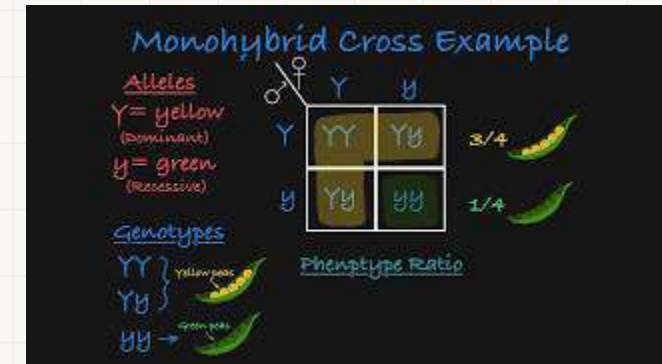 Monohybrid Cross Example
Alleles
Y = yellow
(Dominant)
y = green
(Recessive)
♂ ♀
Y y
Y YY Yy 3/4
y Yy yy 1/4
Genotypes
YY
Yy
Yellow peas
yy →
Green peas
Phenptype Ratio